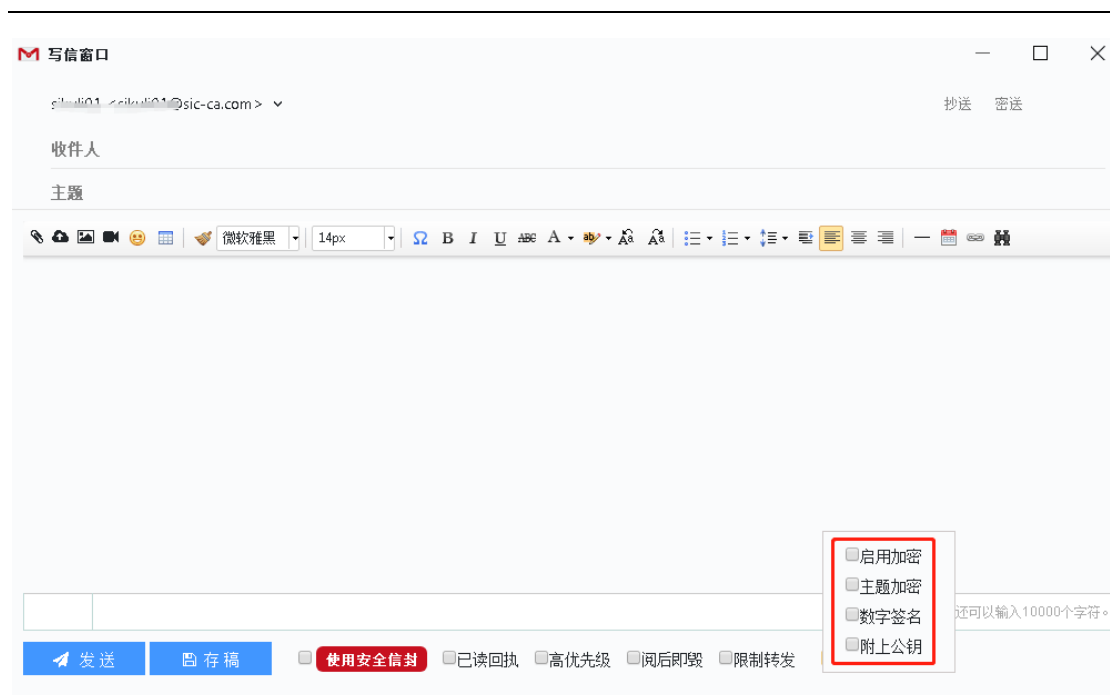 写信窗口
@sic-ca.com>
抄送 密送
收件人
主题
微软雅黑 14px Ω B I U ABC A ab Aa Aa
启用加密
主题加密
数字签名
附上公钥
还可以输入10000个字符。
发送 存稿 使用安全信封 已读回执 高优先级 阅后即毁 限制转发